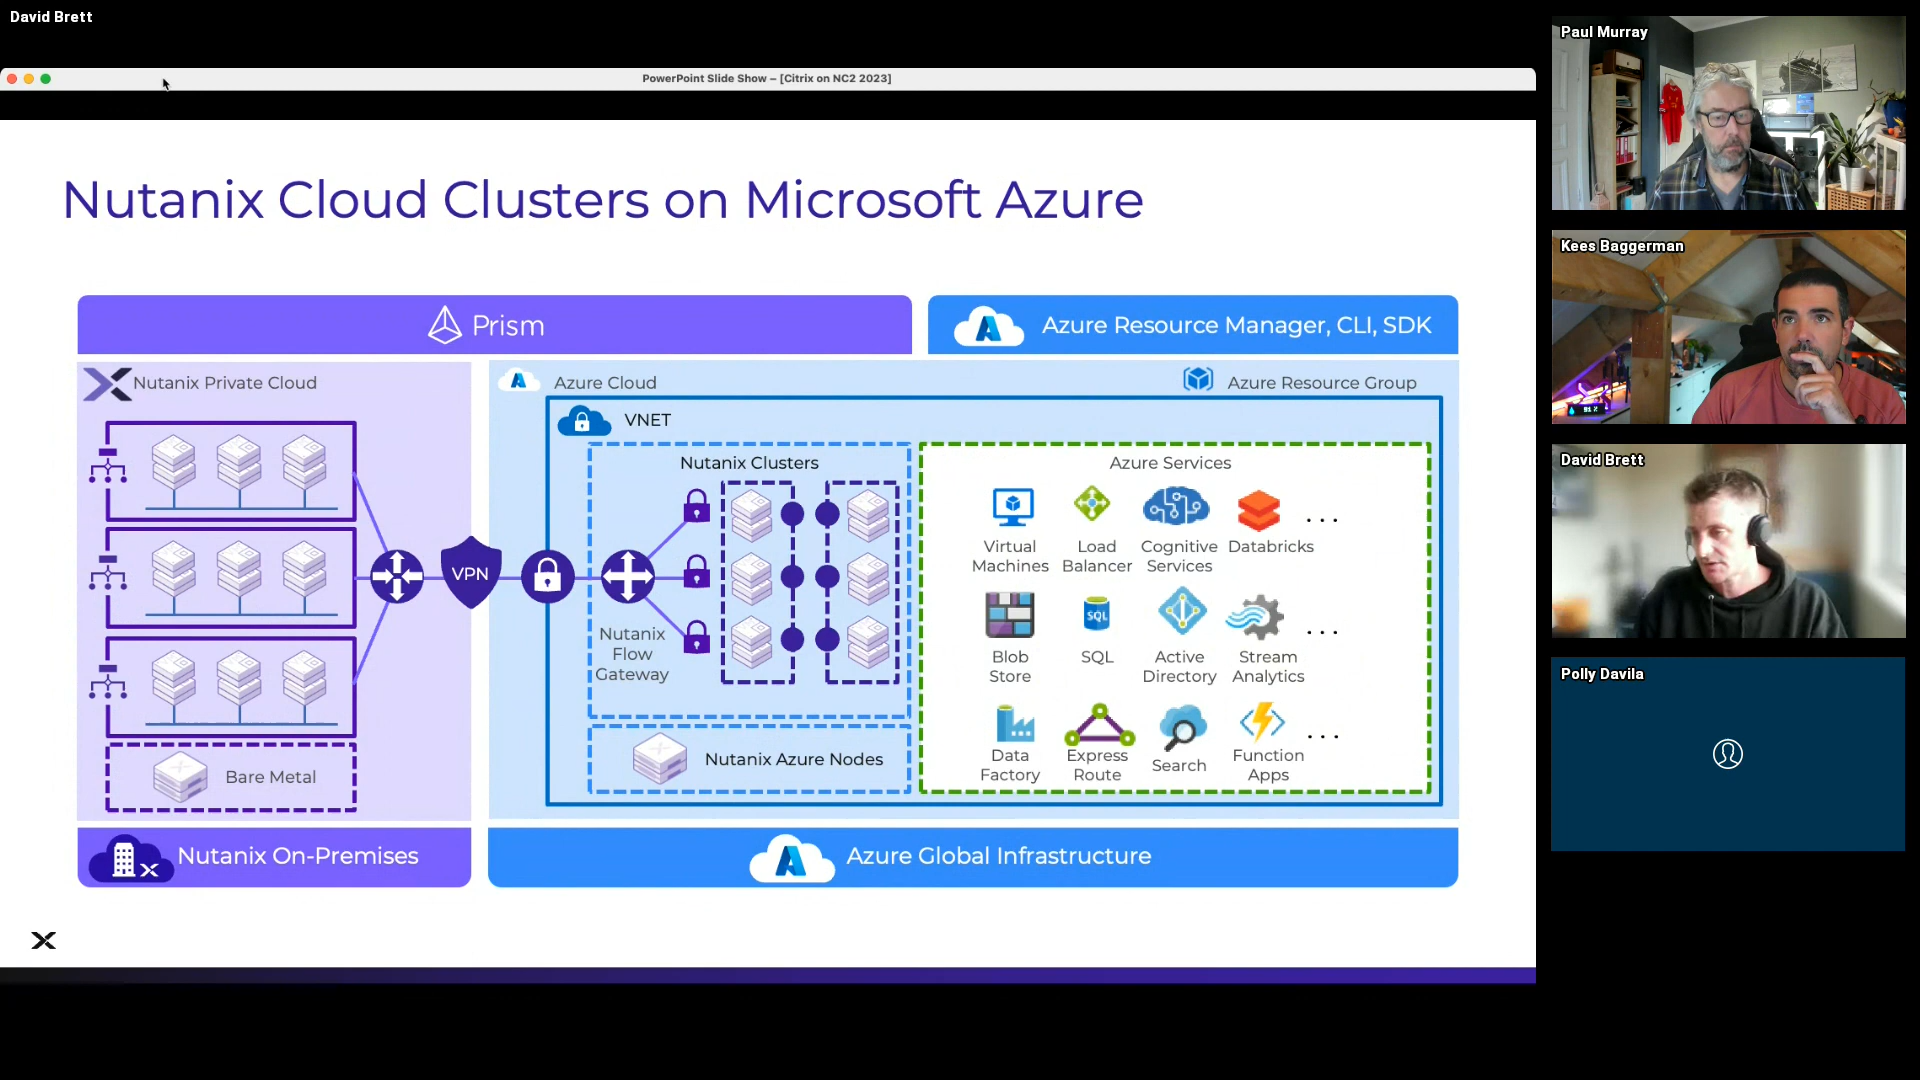 David Brett
PowerPoint Slide Show – [Citrix on NC2 2023]
Nutanix Cloud Clusters on Microsoft Azure
Prism
Azure Resource Manager, CLI, SDK
Nutanix Private Cloud
Azure Cloud
Azure Resource Group
VNET
Nutanix Clusters
VPN
Nutanix
Flow
Gateway
Nutanix Azure Nodes
Bare Metal
Azure Services
Virtual
Machines
Load
Balancer
Cognitive
Services
Databricks
...
Blob
Store
SQL
SQL
Active
Directory
Stream
Analytics
...
Data
Factory
Express
Route
Search
Function
Apps
...
Nutanix On-Premises
Azure Global Infrastructure
Paul Murray
Kees Baggerman
David Brett
Polly Davila